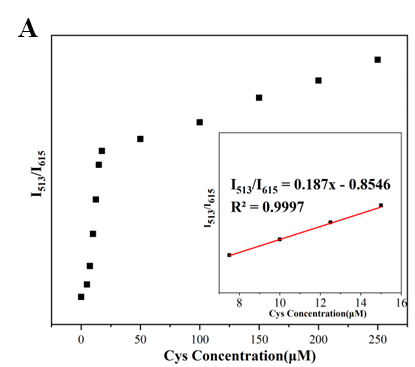 A
I513/I615
I513/I615 = 0.187x - 0.8546
R² = 0.9997
I513/I615
8 10 12 14 16
Cys Concentration(μM)
0 50 100 150 200 250
Cys Concentration(μM)